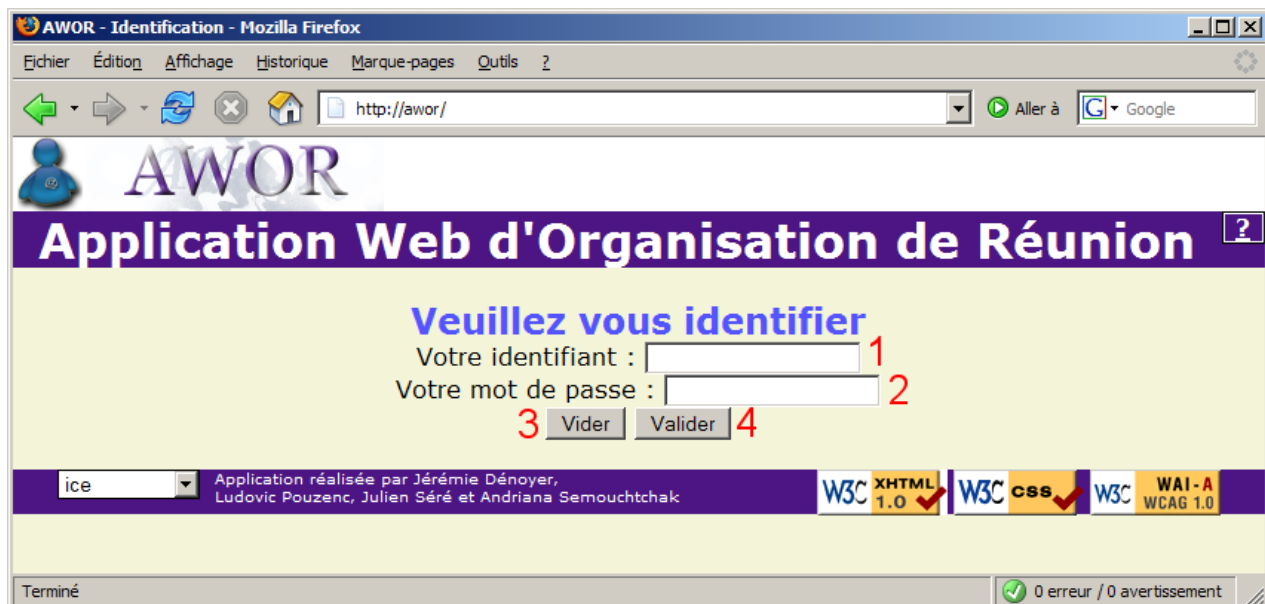 AWOR - Identification - Mozilla Firefox
Fichier Édition Affichage Historique Marque-pages Outils ?
http://awor/ Aller à G Google
AWOR
Application Web d'Organisation de Réunion ?
Veuillez vous identifier
Votre identifiant : 1
Votre mot de passe : 2
3 Vider Valider 4
ice
Application réalisée par Jérémie Dénoyer,
Ludovic Pouzenc, Julien Séré et Andriana Semouchtchak
W3C XHTML 1.0
W3C css
W3C WAI-A WCAG 1.0
Terminé 0 erreur / 0 avertissement